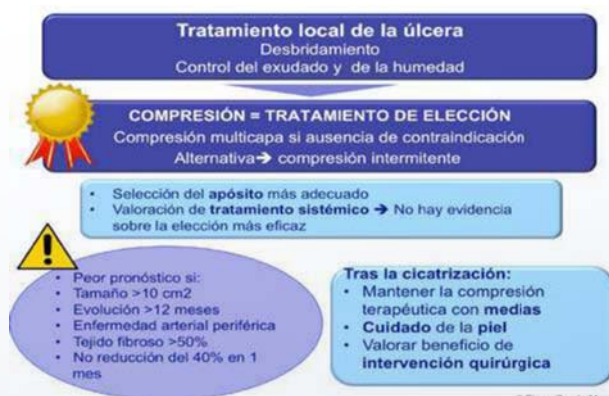 Tratamiento local de la úlcera
Desbridamiento
Control del exudado y de la humedad
COMPRESIÓN = TRATAMIENTO DE ELECCIÓN
Compresión multicapa si ausencia de contraindicación
Alternativa➔ compresión intermitente
• Selección del apósito más adecuado
• Valoración de tratamiento sistémico ➔ No hay evidencia
sobre la elección más eficaz
• Peor pronóstico si:
• Tamaño >10 cm2
• Evolución >12 meses
• Enfermedad arterial periférica
• Tejido fibroso >50%
• No reducción del 40% en 1
mes
Tras la cicatrización:
• Mantener la compresión
terapéutica con medias
• Cuidado de la piel
• Valorar beneficio de
intervención quirúrgica